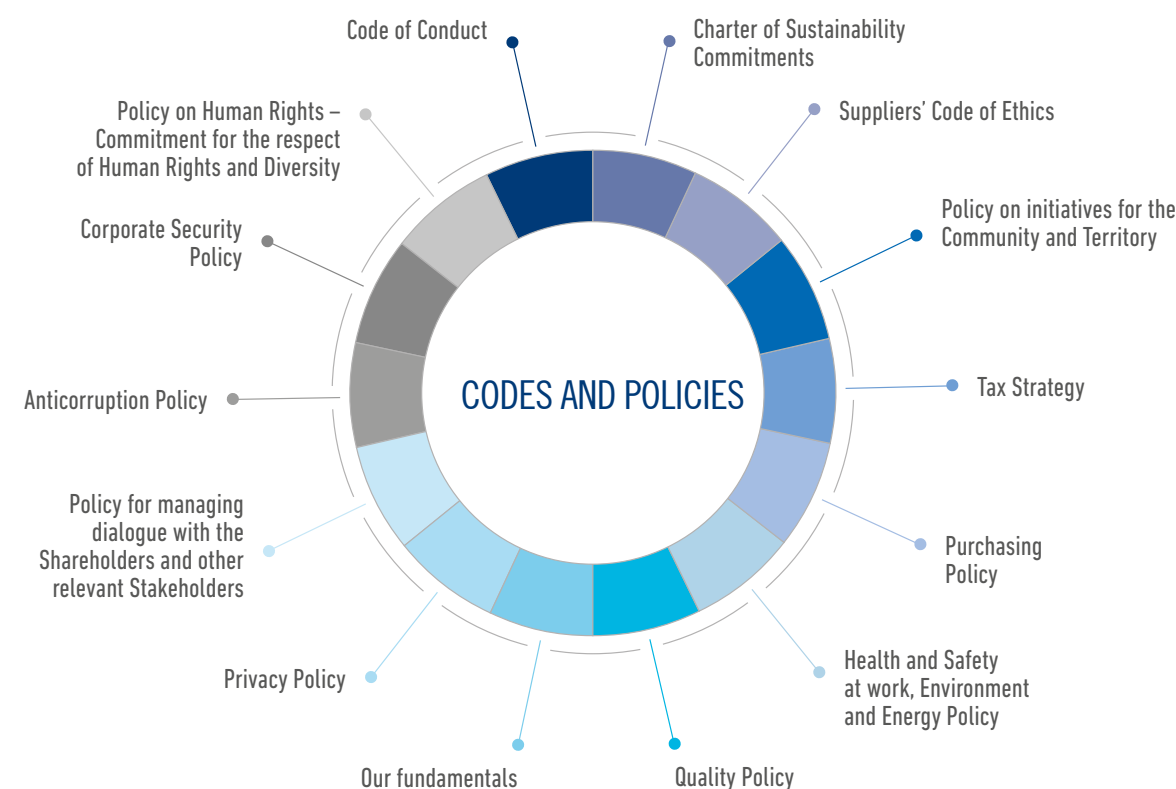 Code of Conduct
Charter of Sustainability
Commitments
Suppliers' Code of Ethics
Policy on initiatives for the
Community and Territory
Tax Strategy
Purchasing
Policy
Health and Safety
at work, Environment
and Energy Policy
Quality Policy
Our fundamentals
Privacy Policy
Policy for managing
dialogue with the
Shareholders and other
relevant Stakeholders
Anticorruption Policy
Corporate Security
Policy
Policy on Human Rights –
Commitment for the respect
of Human Rights and Diversity
CODES AND POLICIES